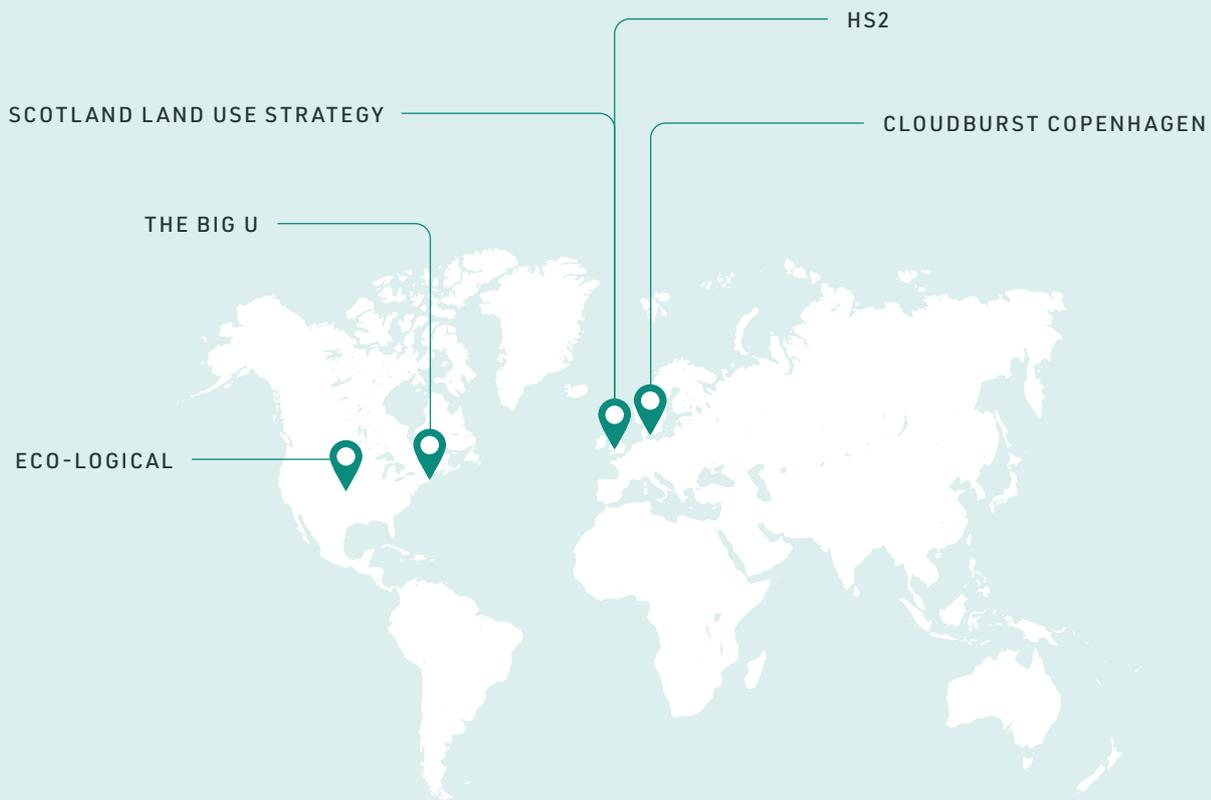 HS2
SCOTLAND LAND USE STRATEGY
CLOUDBURST COPENHAGEN
THE BIG U
ECO-LOGICAL